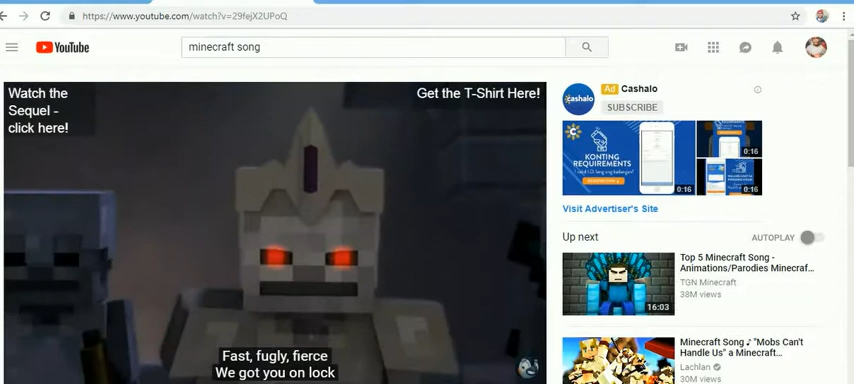 https://www.youtube.com/watch?v=29fejX2UPoQ
YouTube
minecraft song
Watch the
Sequel -
click here!
Get the T-Shirt Here!
Fast, fugly, fierce
We got you on lock
Ad Cashalo
SUBSCRIBE
cashalo
KONTING
REQUIREMENTS
0:16
0:16
0:16
Visit Advertiser's Site
Up next
AUTOPLAY
16:03
Top 5 Minecraft Song -
Animations/Parodies Minecraf...
TGN Minecraft
38M views
Minecraft Song ♪ "Mobs Can't
Handle Us" a Minecraft...
Lachlan
30M views